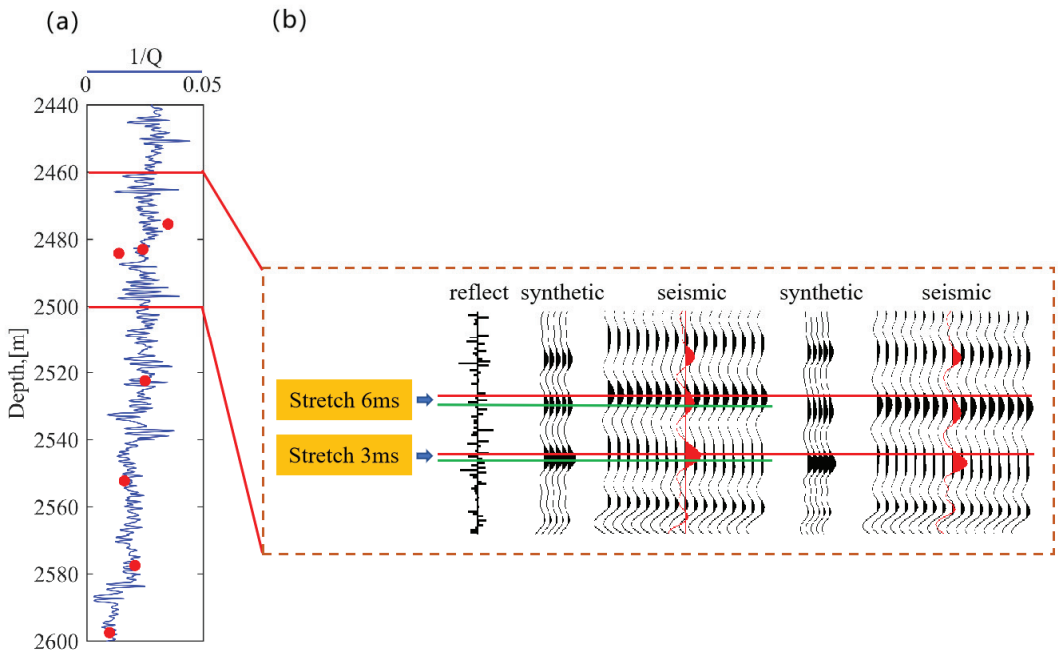 (a)
(b)
1/Q
0 0.05
2440
2460
2480
2500
2520
2540
2560
2580
2600
Depth,[m]
reflect synthetic seismic synthetic seismic
Stretch 6ms
Stretch 3ms